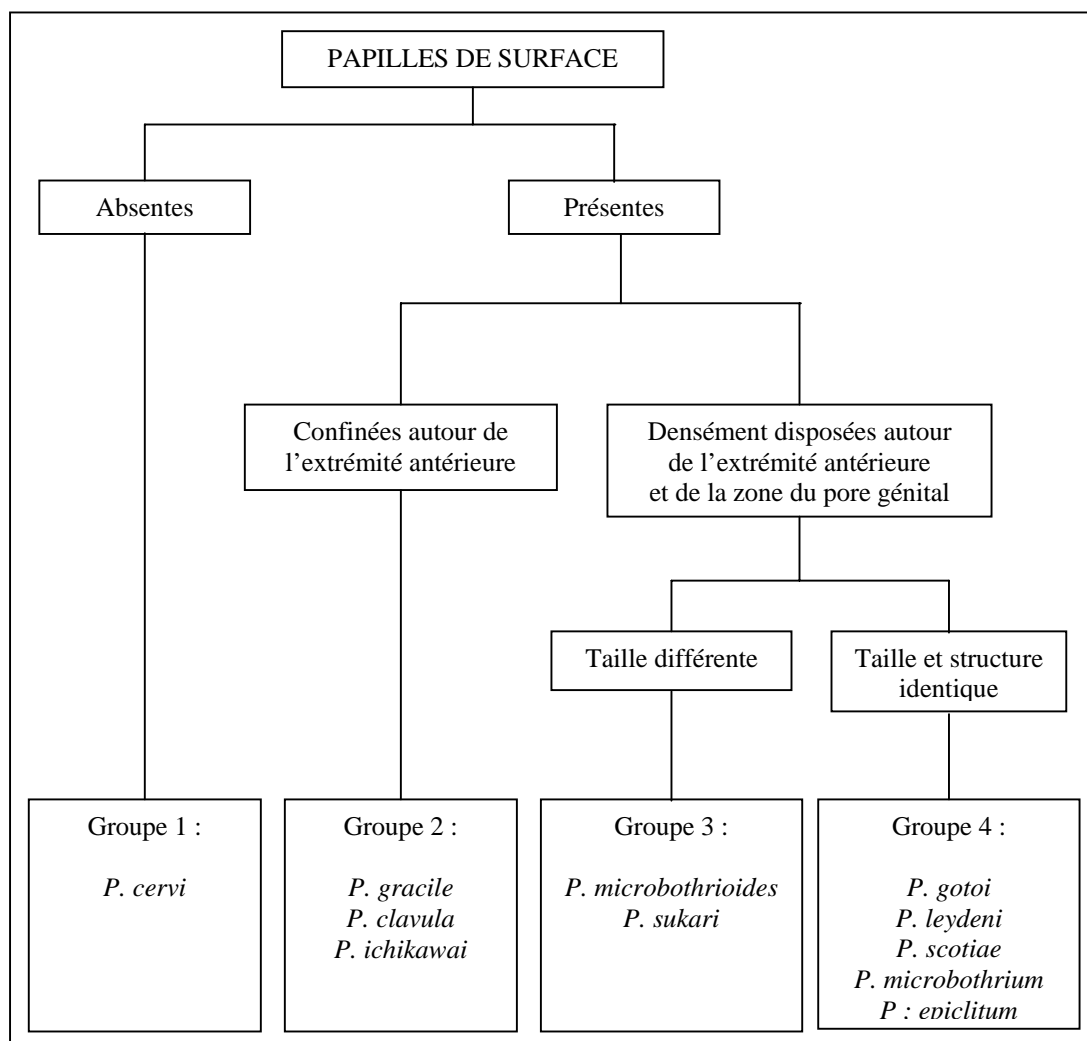 PAPILLES DE SURFACE
Absentes
Présentes
Confinées autour de
l'extrémité antérieure
Densément disposées autour
de l'extrémité antérieure
et de la zone du pore génital
Taille différente
Taille et structure
identique
Groupe 1 :
P. cervi
Groupe 2 :
P. gracile
P. clavula
P. ichikawai
Groupe 3 :
P. microbothrioides
P. sukari
Groupe 4 :
P. gotoi
P. leydeni
P. scotiae
P. microbothrium
P : epiclitum